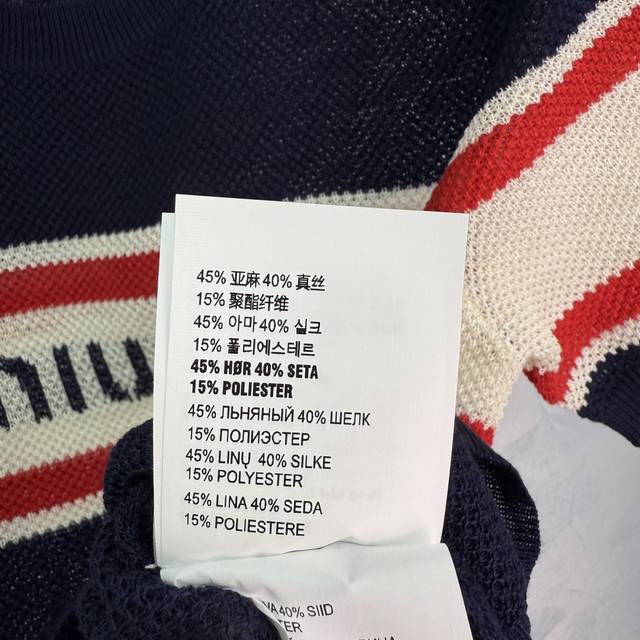 45% 亚麻 40% 真丝
15% 聚酯纤维
45% 아마 40% 실크
15% 폴리에스테르
45% HØR 40% SETA
15% POLIESTER
45% ЛЬНЯНЫЙ 40% ШЕЛК
15% ПОЛИЭСТЕР
45% LINŲ 40% SILKE
15% POLYESTER
45% LINA 40% SEDA
15% POLIESTERE
40% SIID